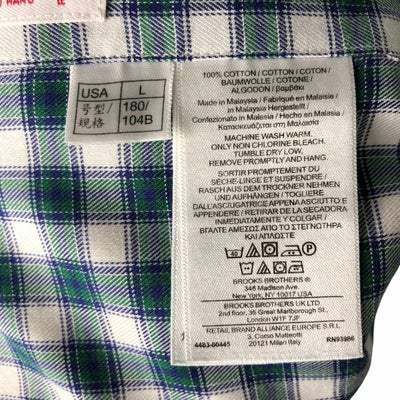 USA L
号型/ 180/
规格 104B
100% COTTON / COTTON / COTON /
BAUMWOLLE / COTONE /
ALGODON / βαμβάκι
Made in Malaysia / Fabriqué en Malaisie /
In Malaysia Hergestellt /
Confezionato in Malesia / Hecho en Malasia /
Κατασκευάζεται στη Μαλαισία
MACHINE WASH WARM.
ONLY NON CHLORINE BLEACH.
TUMBLE DRY LOW,
REMOVE PROMPTLY AND HANG.
SORTIR PROMPTEMENT DU
SÈCHE-LINGE ET SUSPENDRE /
RASCH AUS DEM TROCKNER NEHMEN
UND AUFHÄNGEN / TOGLIERE
DALL'ASCIUGATRICE APPENA ASCIUTTO E
APPENDERE / RETIRAR DE LA SECADORA
INMEDIATAMENTE Y COLGAR /
ΒΓΑΛΤΕ ΑΜΕΣΩΣ ΑΠΟ ΤΟ ΣΤΕΓΝΩΤΗΡΑ
ΚΑΙ ΑΠΛΩΣΤΕ
40
BROOKS BROTHERS ®
346 Madison Ave.
New York, NY 10017 USA
BROOKS BROTHERS UK LTD.
2nd floor, 36 Great Marlborough St.,
London W1F 7JF
RETAIL BRAND ALLIANCE EUROPE S.R.L.
3, Corso Matteotti
4483-00445 20121 Milan Italy RN93986